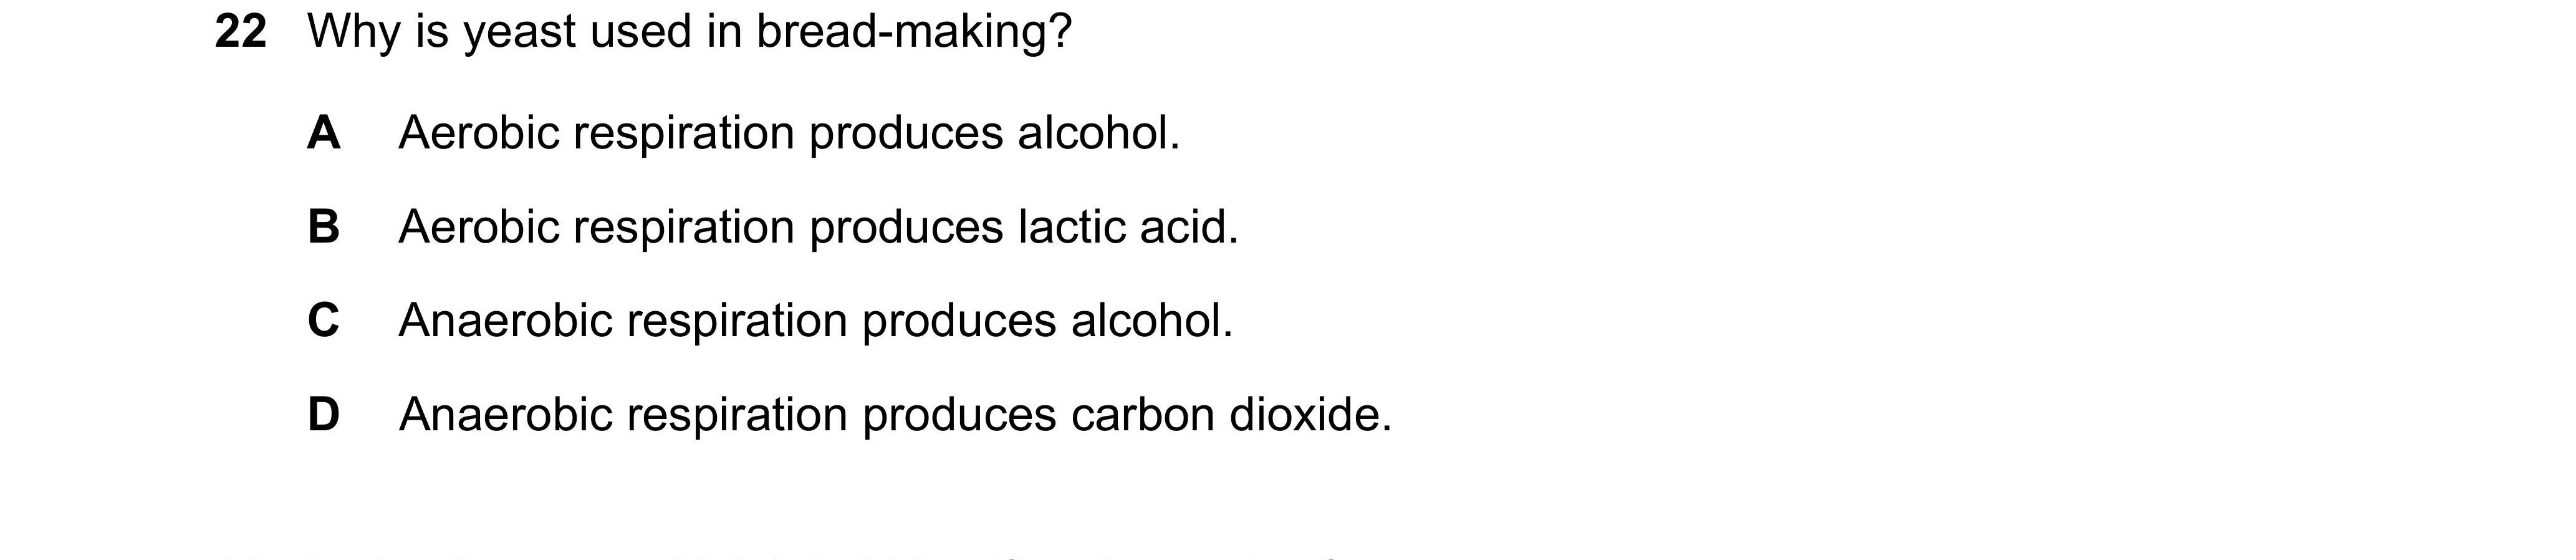 22 Why is yeast used in bread-making?
A Aerobic respiration produces alcohol.
B Aerobic respiration produces lactic acid.
C Anaerobic respiration produces alcohol.
D Anaerobic respiration produces carbon dioxide.